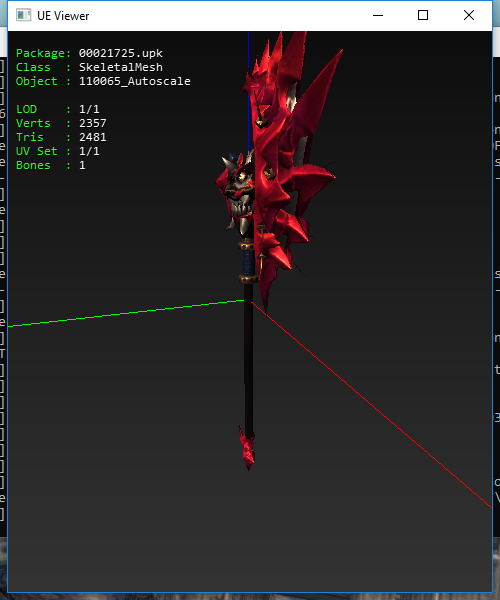 UE Viewer
Package: 00021725.upk
Class  : SkeletalMesh
Object : 110065_Autoscale
LOD    : 1/1
Verts  : 2357
Tris   : 2481
UV Set : 1/1
Bones  : 1